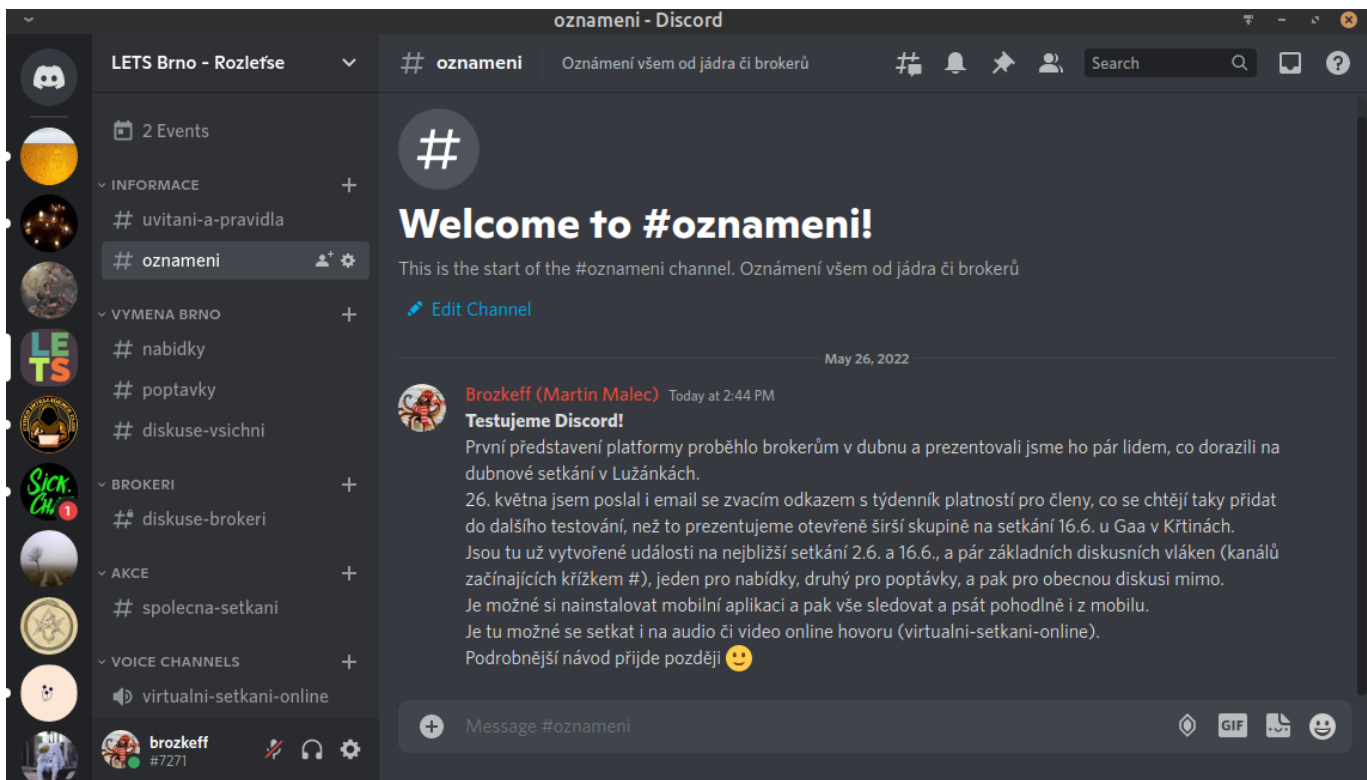 oznameni - Discord
LETS Brno - Rozleťse
# oznameni
Oznámení všem od jádra či brokerů
Search
2 Events
INFORMACE
# uvitani-a-pravidla
# oznameni
VYMENA BRNO
# nabidky
# poptavky
# diskuse-vsichni
BROKERI
# diskuse-brokeri
AKCE
# spolecna-setkani
VOICE CHANNELS
virtualni-setkani-online
brozkeff
#7271
LETS
SICK.
1
#
Welcome to #oznameni!
This is the start of the #oznameni channel. Oznámení všem od jádra či brokerů
Edit Channel
May 26, 2022
Brozkeff (Martin Malec) Today at 2:44 PM
Testujeme Discord!
První představení platformy proběhlo brokerům v dubnu a prezentovali jsme ho pár lidem, co dorazili na
dubnové setkání v Lužánkách.
26. května jsem poslal i email se zvacím odkazem s týdenník platností pro členy, co se chtějí taky přidat
do dalšího testování, než to prezentujeme otevřeně širší skupině na setkání 16.6. u Gaa v Křtinách.
Jsou tu už vytvořené události na nejbližší setkání 2.6. a 16.6., a pár základních diskusních vláken (kanálů
začínajících křížkem #), jeden pro nabídky, druhý pro poptávky, a pak pro obecnou diskusi mimo.
Je možné si nainstalovat mobilní aplikaci a pak vše sledovat a psát pohodlně i z mobilu.
Je tu možné se setkat i na audio či video online hovoru (virtualni-setkani-online).
Podrobnější návod přijde později 🙂
Message #oznameni
GIF